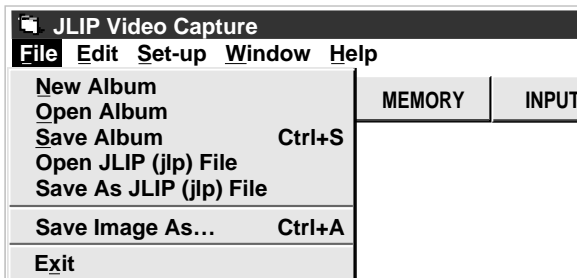 JLIP Video Capture
File Edit Set-up Window Help
New Album
Open Album
Save Album Ctrl+S
Open JLIP (jlp) File
Save As JLIP (jlp) File
Save Image As... Ctrl+A
Exit
MEMORY INPUT